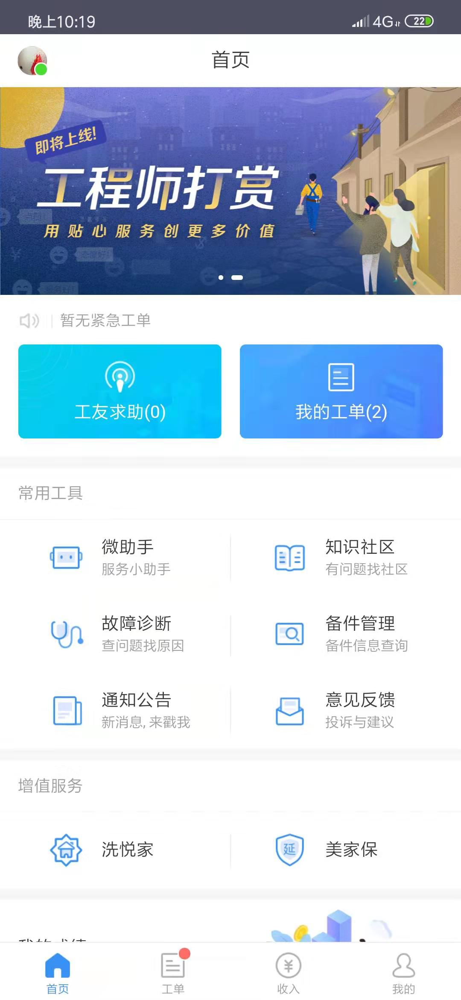 晚上10:19
4G
22
首页
即将上线!
工程师打赏
用贴心服务创更多价值
暂无紧急工单
工友求助(0)
我的工单(2)
常用工具
微助手
服务小助手
知识社区
有问题找社区
故障诊断
查问题找原因
备件管理
备件信息查询
通知公告
新消息, 来戳我
意见反馈
投诉与建议
增值服务
洗悦家
延
美家保
首页
工单
收入
我的